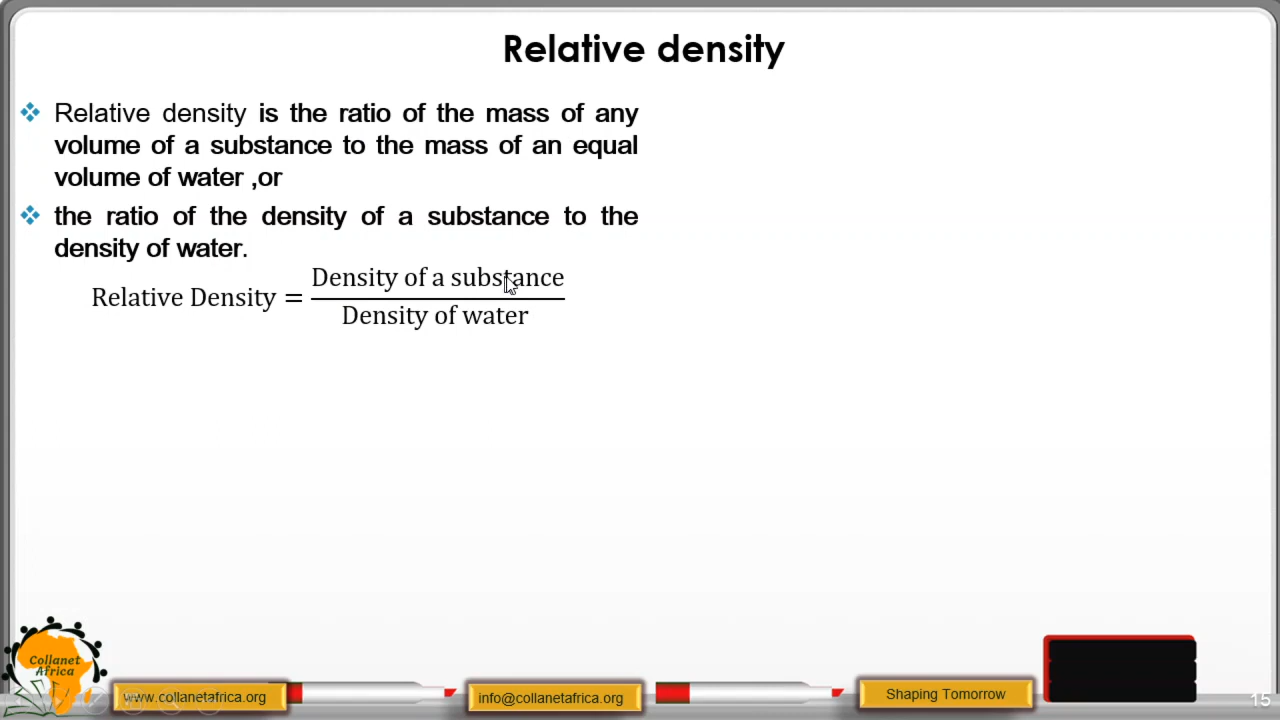 Relative density
❖ Relative density is the ratio of the mass of any
volume of a substance to the mass of an equal
volume of water ,or
❖ the ratio of the density of a substance to the
density of water.
Relative Density = Density of a substance
Density of water
Collanet
Africa
www.collanetafrica.org
info@collanetafrica.org
Shaping Tomorrow
15